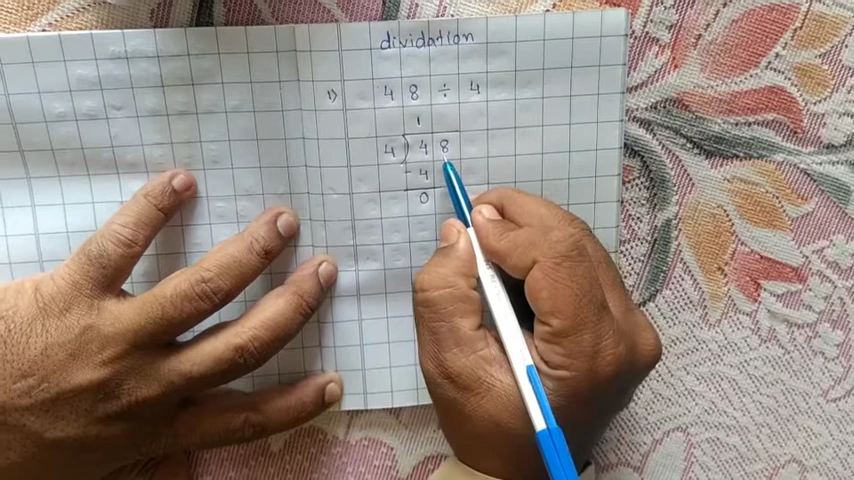 dividation
1) 48 ÷ 4
1
4) 48
- 4
0